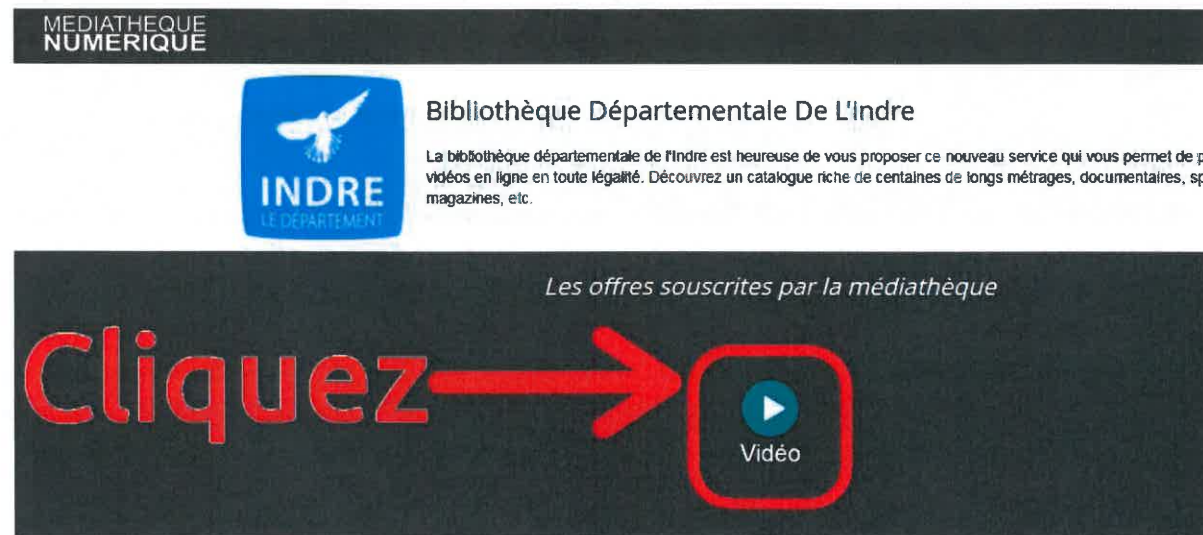 MEDIATHEQUE
NUMERIQUE
INDRE
LE DÉPARTEMENT
Bibliothèque Départementale De L'Indre
La bibliothèque départementale de l'Indre est heureuse de vous proposer ce nouveau service qui vous permet de
vidéos en ligne en toute légalité. Découvrez un catalogue riche de centaines de longs métrages, documentaires,
magazines, etc.
Les offres souscrites par la médiathèque
Cliquez
Vidéo